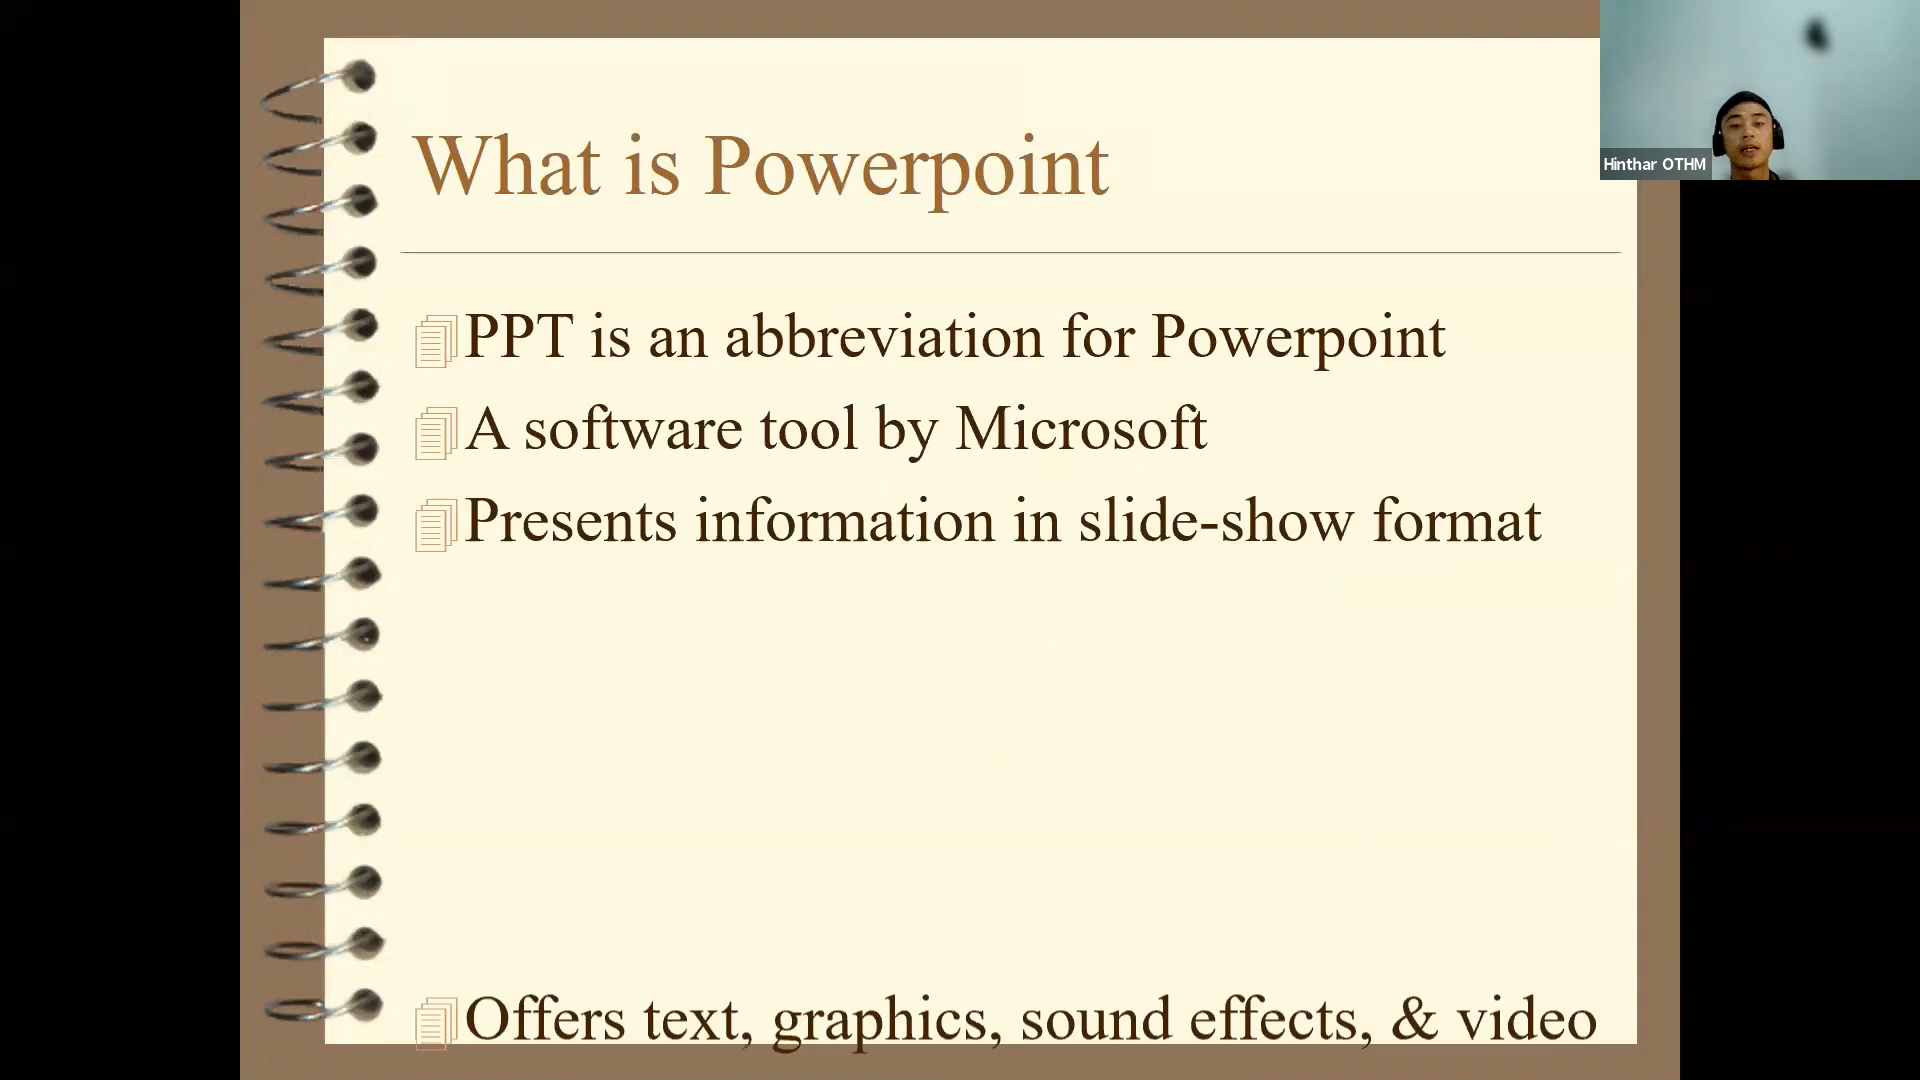 What is Powerpoint
Hinthar OTHM
PPT is an abbreviation for Powerpoint
A software tool by Microsoft
Presents information in slide-show format
Offers text, graphics, sound effects, & video